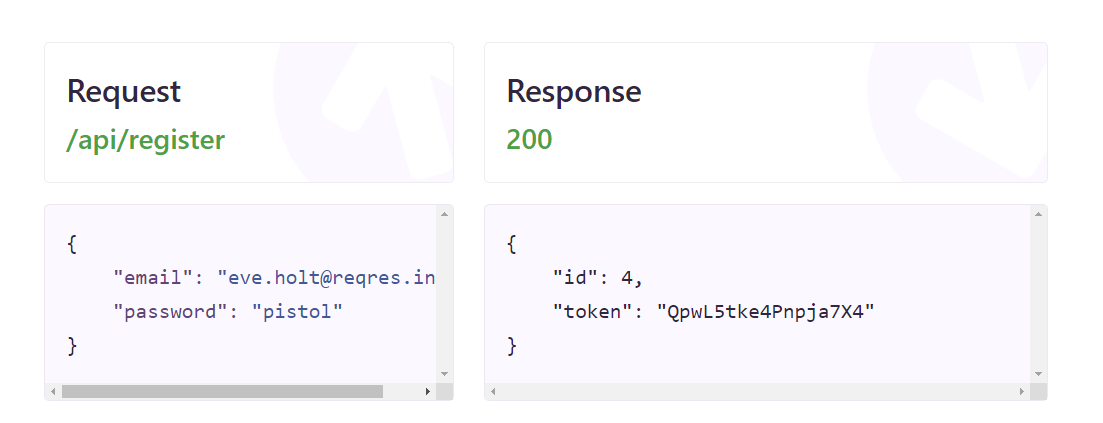 Request
/api/register
{
    "email": "eve.holt@reqres.in
    "password": "pistol"
}
Response
200
{
    "id": 4,
    "token": "QpwL5tke4Pnpja7X4"
}